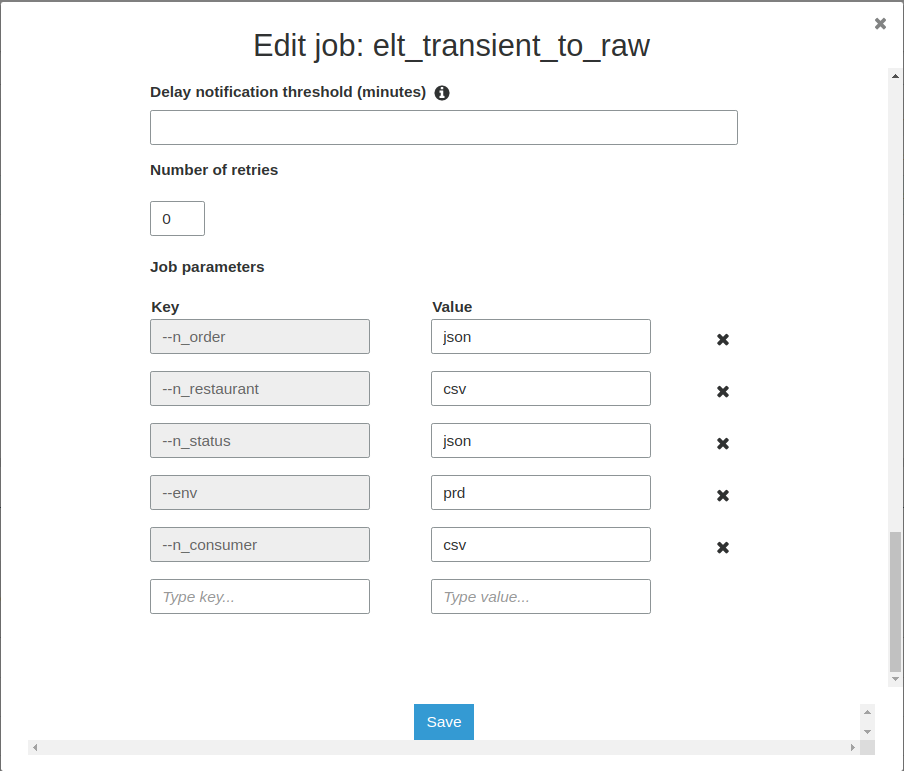 Edit job: elt_transient_to_raw
Delay notification threshold (minutes)
Number of retries
0
Job parameters
Key Value
--n_order json
--n_restaurant csv
--n_status json
--env prd
--n_consumer csv
Type key... Type value...
Save